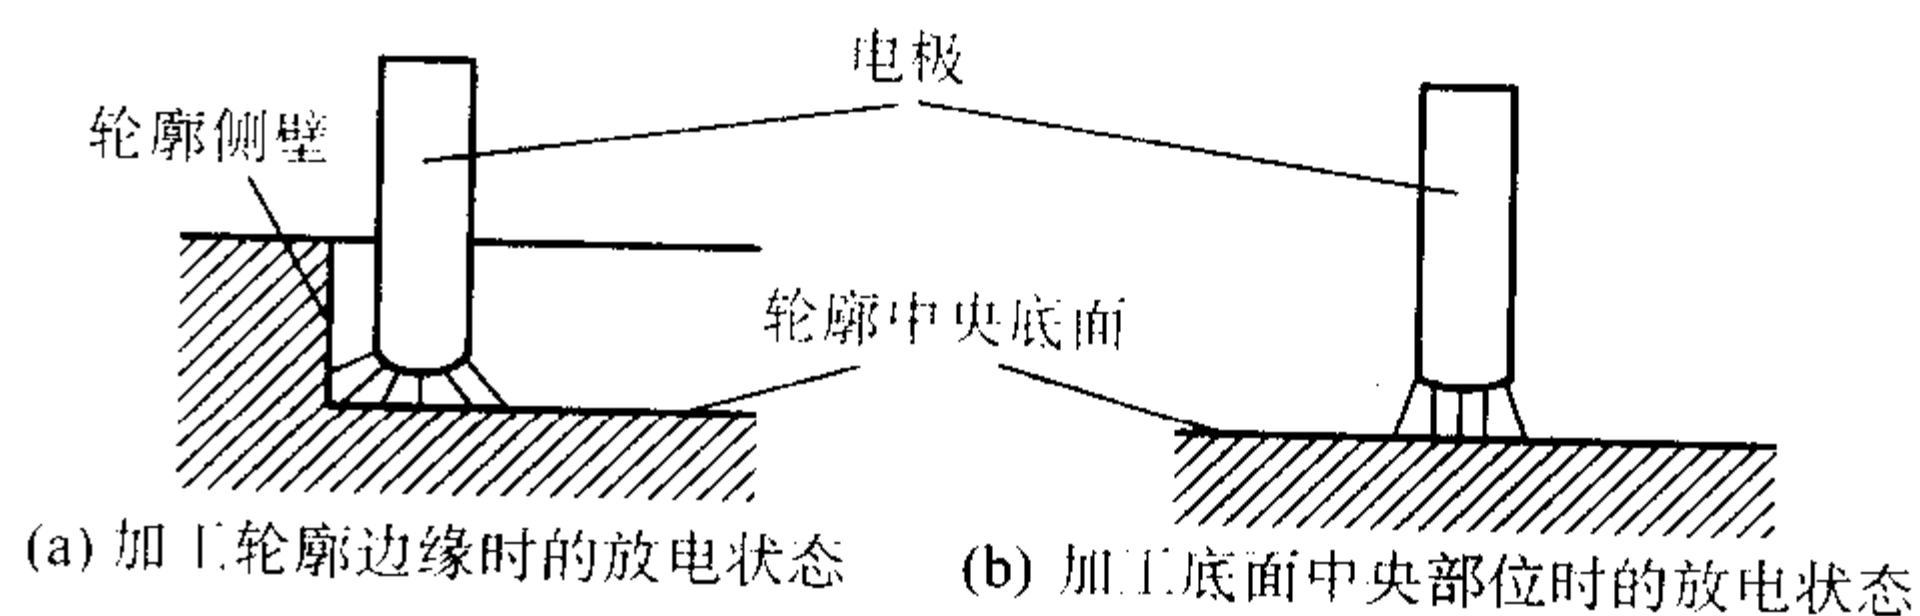 电极
轮廓侧壁
轮廓中央底面
(a) 加工轮廓边缘时的放电状态
(b) 加工底面中央部位时的放电状态